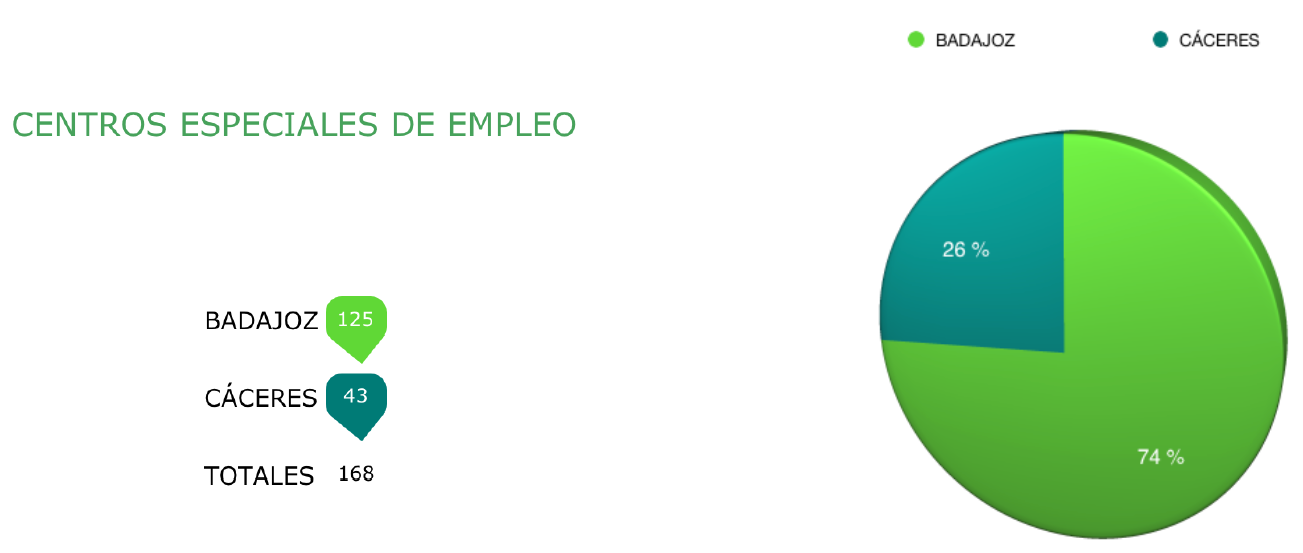 BADAJOZ
CÁCERES
CENTROS ESPECIALES DE EMPLEO
26 %
BADAJOZ 125
CÁCERES 43
74 %
TOTALES 168